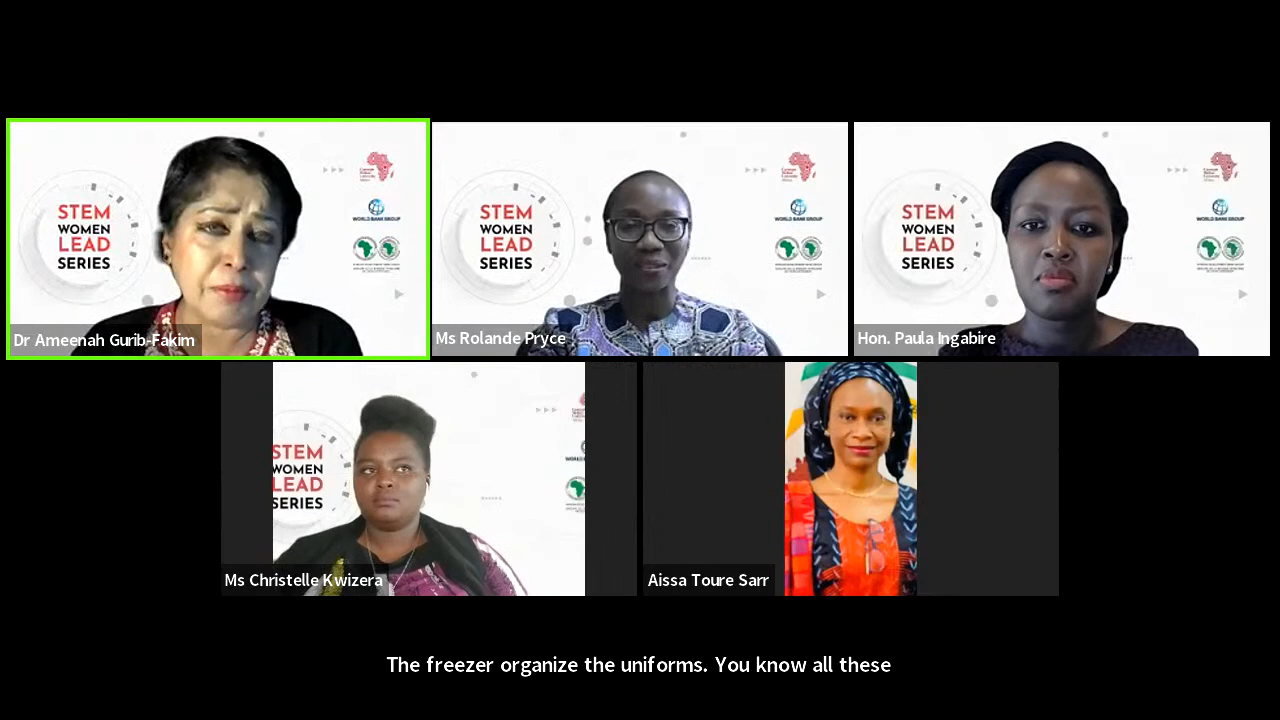 STEM
WOMEN
LEAD
SERIES
WORLD BANK GROUP
Dr Ameenah Gurib-Fakim
STEM
WOMEN
LEAD
SERIES
WORLD BANK GROUP
Ms Rolande Pryce
STEM
WOMEN
LEAD
SERIES
WORLD BANK GROUP
Hon. Paula Ingabire
STEM
WOMEN
LEAD
SERIES
Ms Christelle Kwizera
Aissa Toure Sarr
The freezer organize the uniforms. You know all these